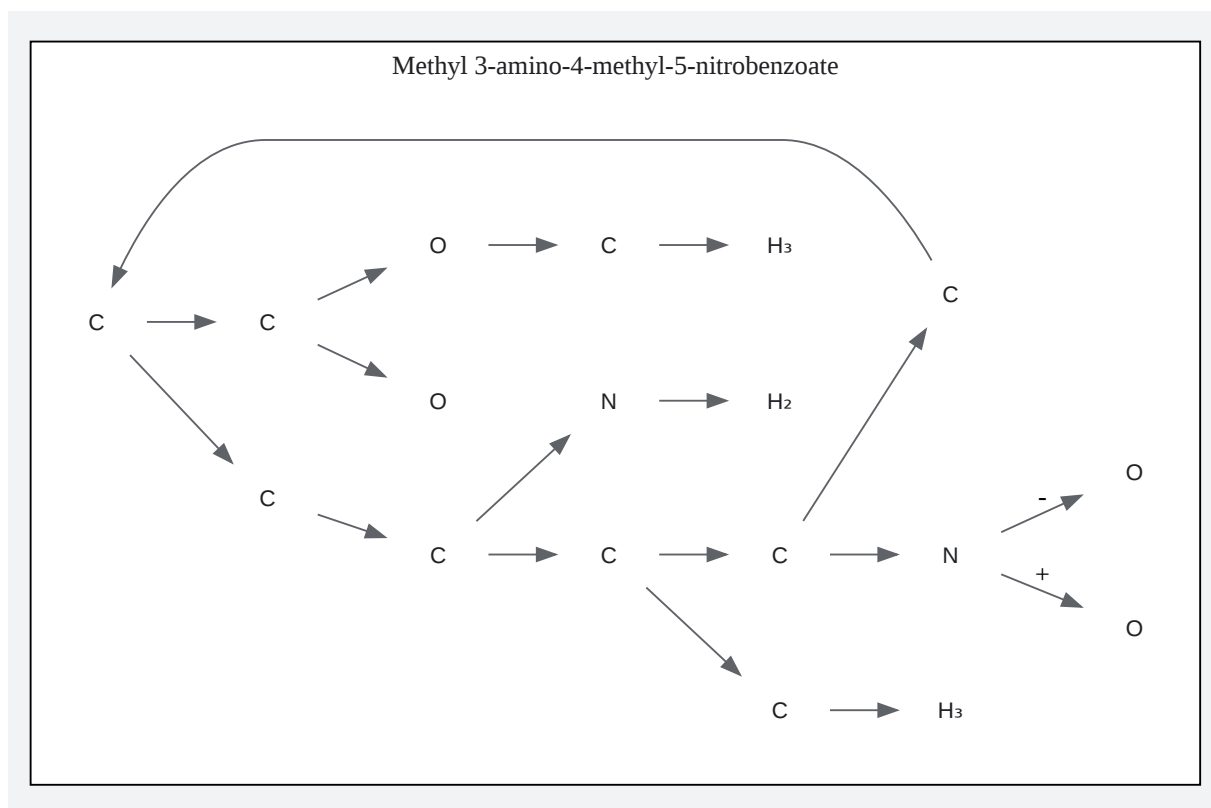 Methyl 3-amino-4-methyl-5-nitrobenzoate
O C H₃
C
C C
O N H₂
O
-
C
C C C N
+
O
C H₃